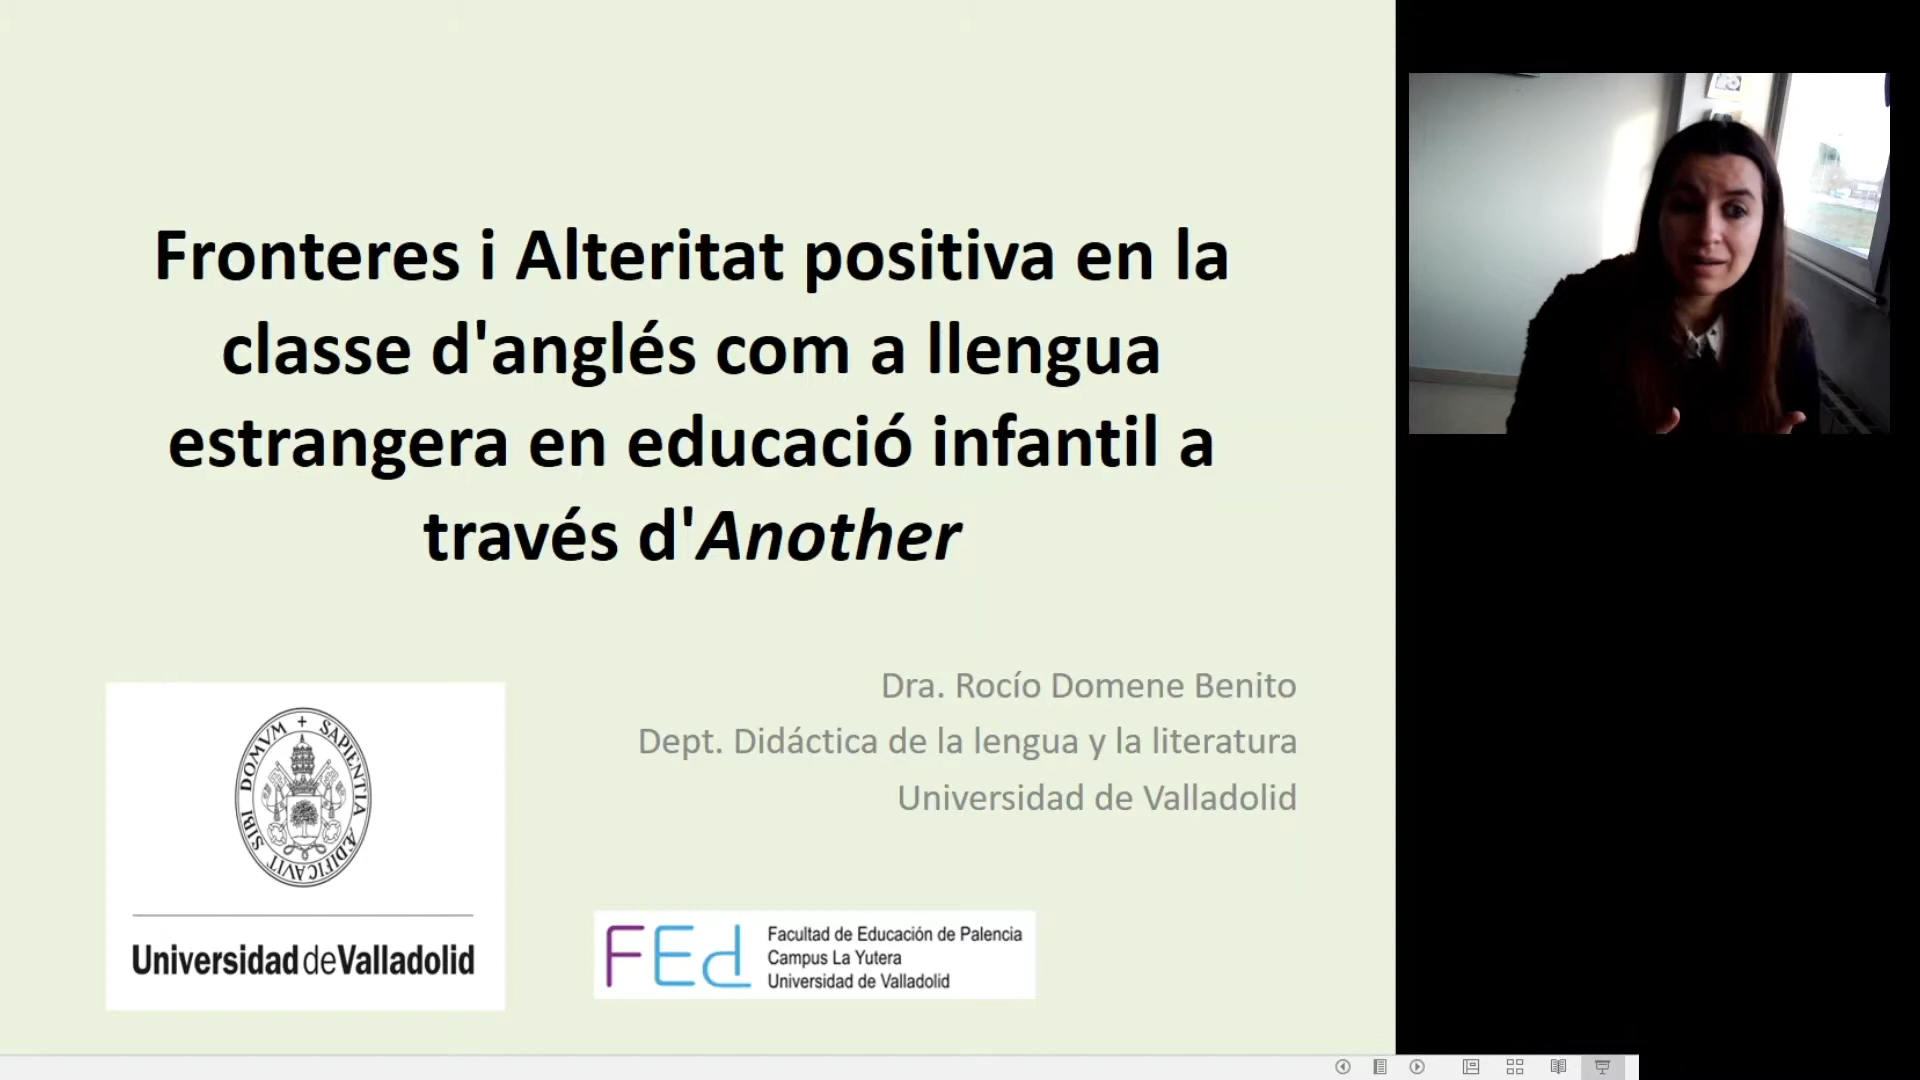 Fronteres i Alteritat positiva en la
classe d'anglés com a llengua
estrangera en educació infantil a
través d'Another
Dra. Rocío Domene Benito
Dept. Didáctica de la lengua y la literatura
Universidad de Valladolid
SIBI DOMVM + SAPIENTIA ÆDIFICAVIT
Universidad de Valladolid
FEd
Facultad de Educación de Palencia
Campus La Yutera
Universidad de Valladolid